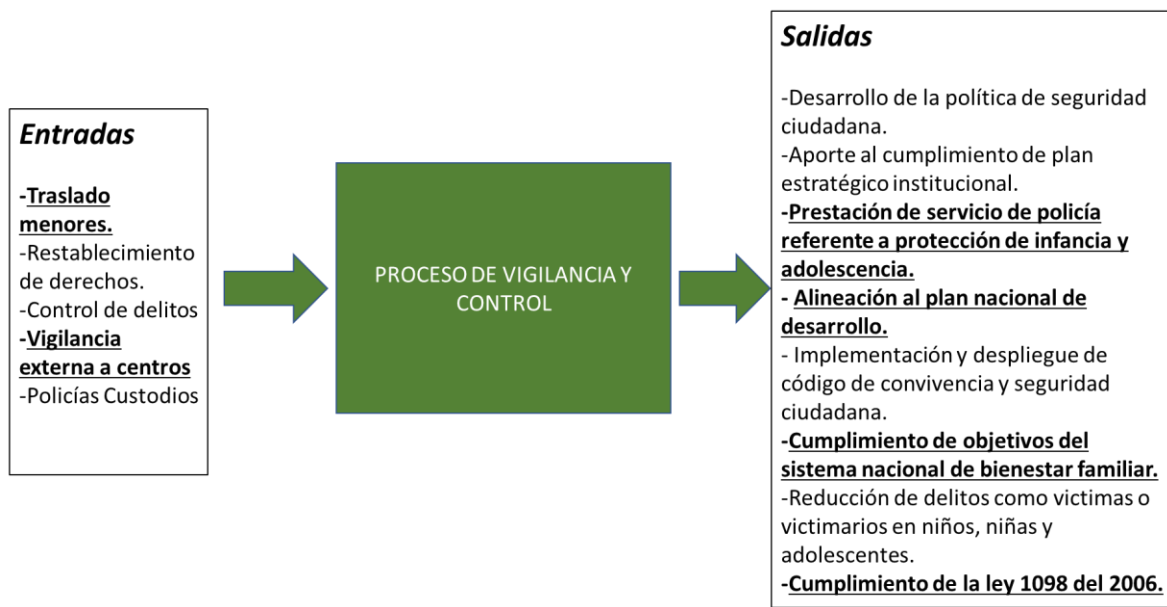 Entradas
-Traslado
menores.
-Restablecimiento
de derechos.
-Control de delitos
-Vigilancia
externa a centros
-Policías Custodios
PROCESO DE VIGILANCIA Y
CONTROL
Salidas
-Desarrollo de la política de seguridad
ciudadana.
-Aporte al cumplimiento de plan
estratégico institucional.
-Prestación de servicio de policía
referente a protección de infancia y
adolescencia.
- Alineación al plan nacional de
desarrollo.
- Implementación y despliegue de
código de convivencia y seguridad
ciudadana.
-Cumplimiento de objetivos del
sistema nacional de bienestar familiar.
-Reducción de delitos como victimas o
victimarios en niños, niñas y
adolescentes.
-Cumplimiento de la ley 1098 del 2006.